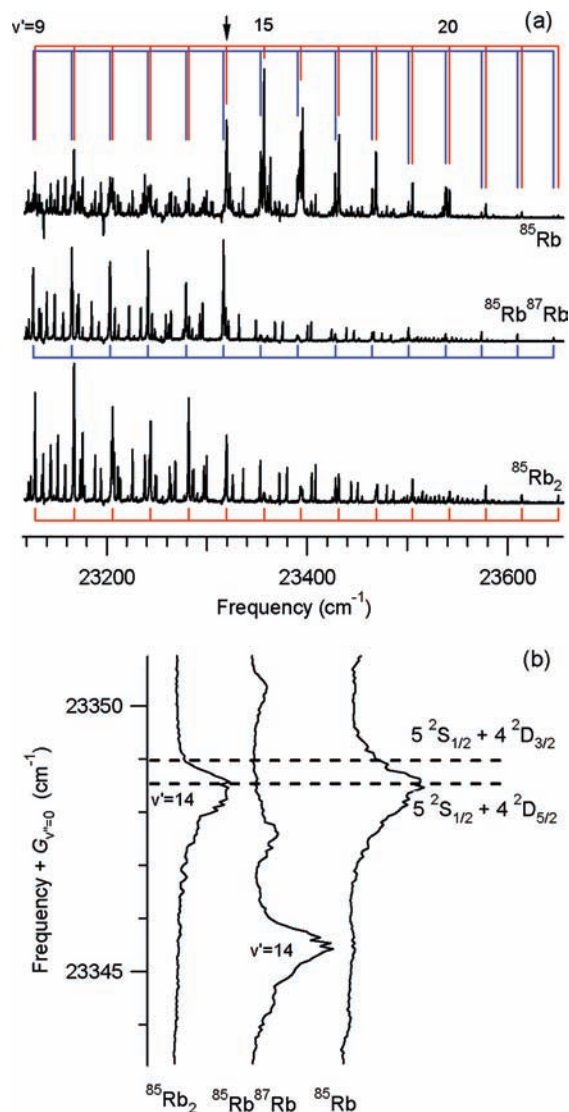 (a)
v'=9 15 20
⁸⁵Rb
⁸⁵Rb⁸⁷Rb
⁸⁵Rb₂
23200 23400 23600
Frequency (cm⁻¹)
(b)
23350
5 ²S₁/₂ + 4 ²D₃/₂
v'=14
5 ²S₁/₂ + 4 ²D₅/₂
Frequency + G_v''=0 (cm⁻¹)
v'=14
23345
⁸⁵Rb₂ ⁸⁵Rb⁸⁷Rb ⁸⁵Rb